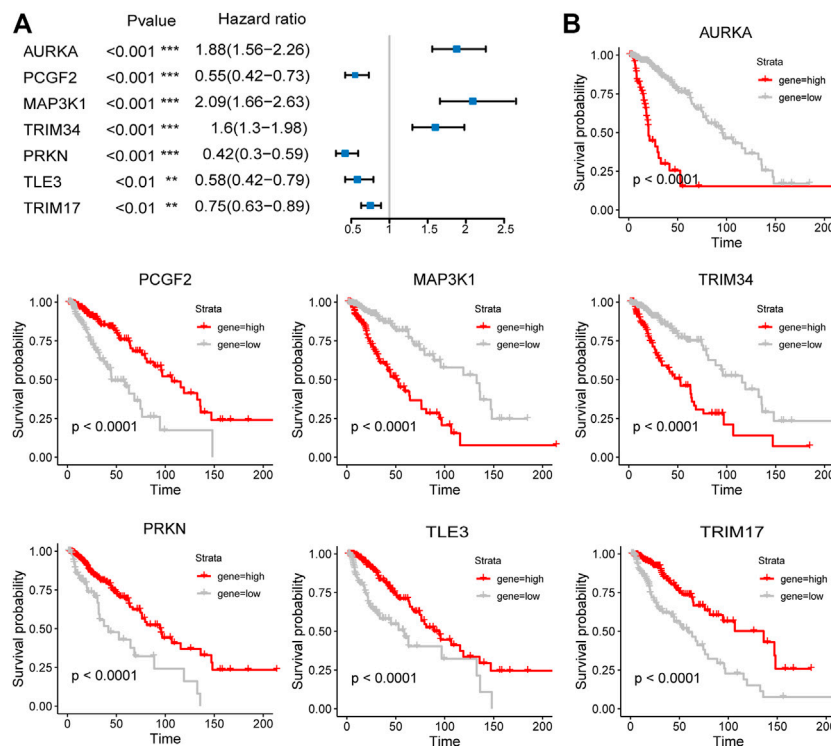 A
Pvalue Hazard ratio
AURKA <0.001 *** 1.88(1.56−2.26)
PCGF2 <0.001 *** 0.55(0.42−0.73)
MAP3K1 <0.001 *** 2.09(1.66−2.63)
TRIM34 <0.001 *** 1.6(1.3−1.98)
PRKN <0.001 *** 0.42(0.3−0.59)
TLE3 <0.01 ** 0.58(0.42−0.79)
TRIM17 <0.01 ** 0.75(0.63−0.89)
0.5 1 1.5 2 2.5
B
AURKA
Survival probability
1.00
0.75
0.50
0.25
0.00
Strata
gene=high
gene=low
p < 0.0001
0 50 100 150 200
Time
PCGF2
Survival probability
1.00
0.75
0.50
0.25
0.00
Strata
gene=high
gene=low
p < 0.0001
0 50 100 150 200
Time
MAP3K1
Survival probability
1.00
0.75
0.50
0.25
0.00
Strata
gene=high
gene=low
p < 0.0001
0 50 100 150 200
Time
TRIM34
Survival probability
1.00
0.75
0.50
0.25
0.00
Strata
gene=high
gene=low
p < 0.0001
0 50 100 150 200
Time
PRKN
Survival probability
1.00
0.75
0.50
0.25
0.00
Strata
gene=high
gene=low
p < 0.0001
0 50 100 150 200
Time
TLE3
Survival probability
1.00
0.75
0.50
0.25
0.00
Strata
gene=high
gene=low
p < 0.0001
0 50 100 150 200
Time
TRIM17
Survival probability
1.00
0.75
0.50
0.25
0.00
Strata
gene=high
gene=low
p < 0.0001
0 50 100 150 200
Time